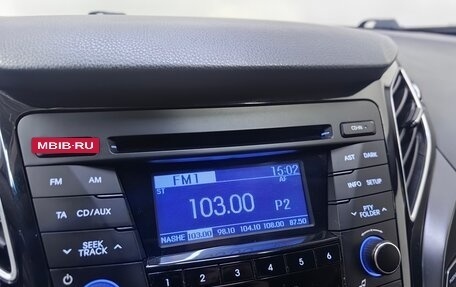 MBIB-RU
CD-IN
FM AM
AST DARK
FM1 15:02
ST AF
INFO SETUP
103.00 P2
TA CD/AUX
PTY FOLDER
SEEK TRACK
NASHE 103.00 98.10 104.10 108.00 87.50
1 2 3 4 5 6